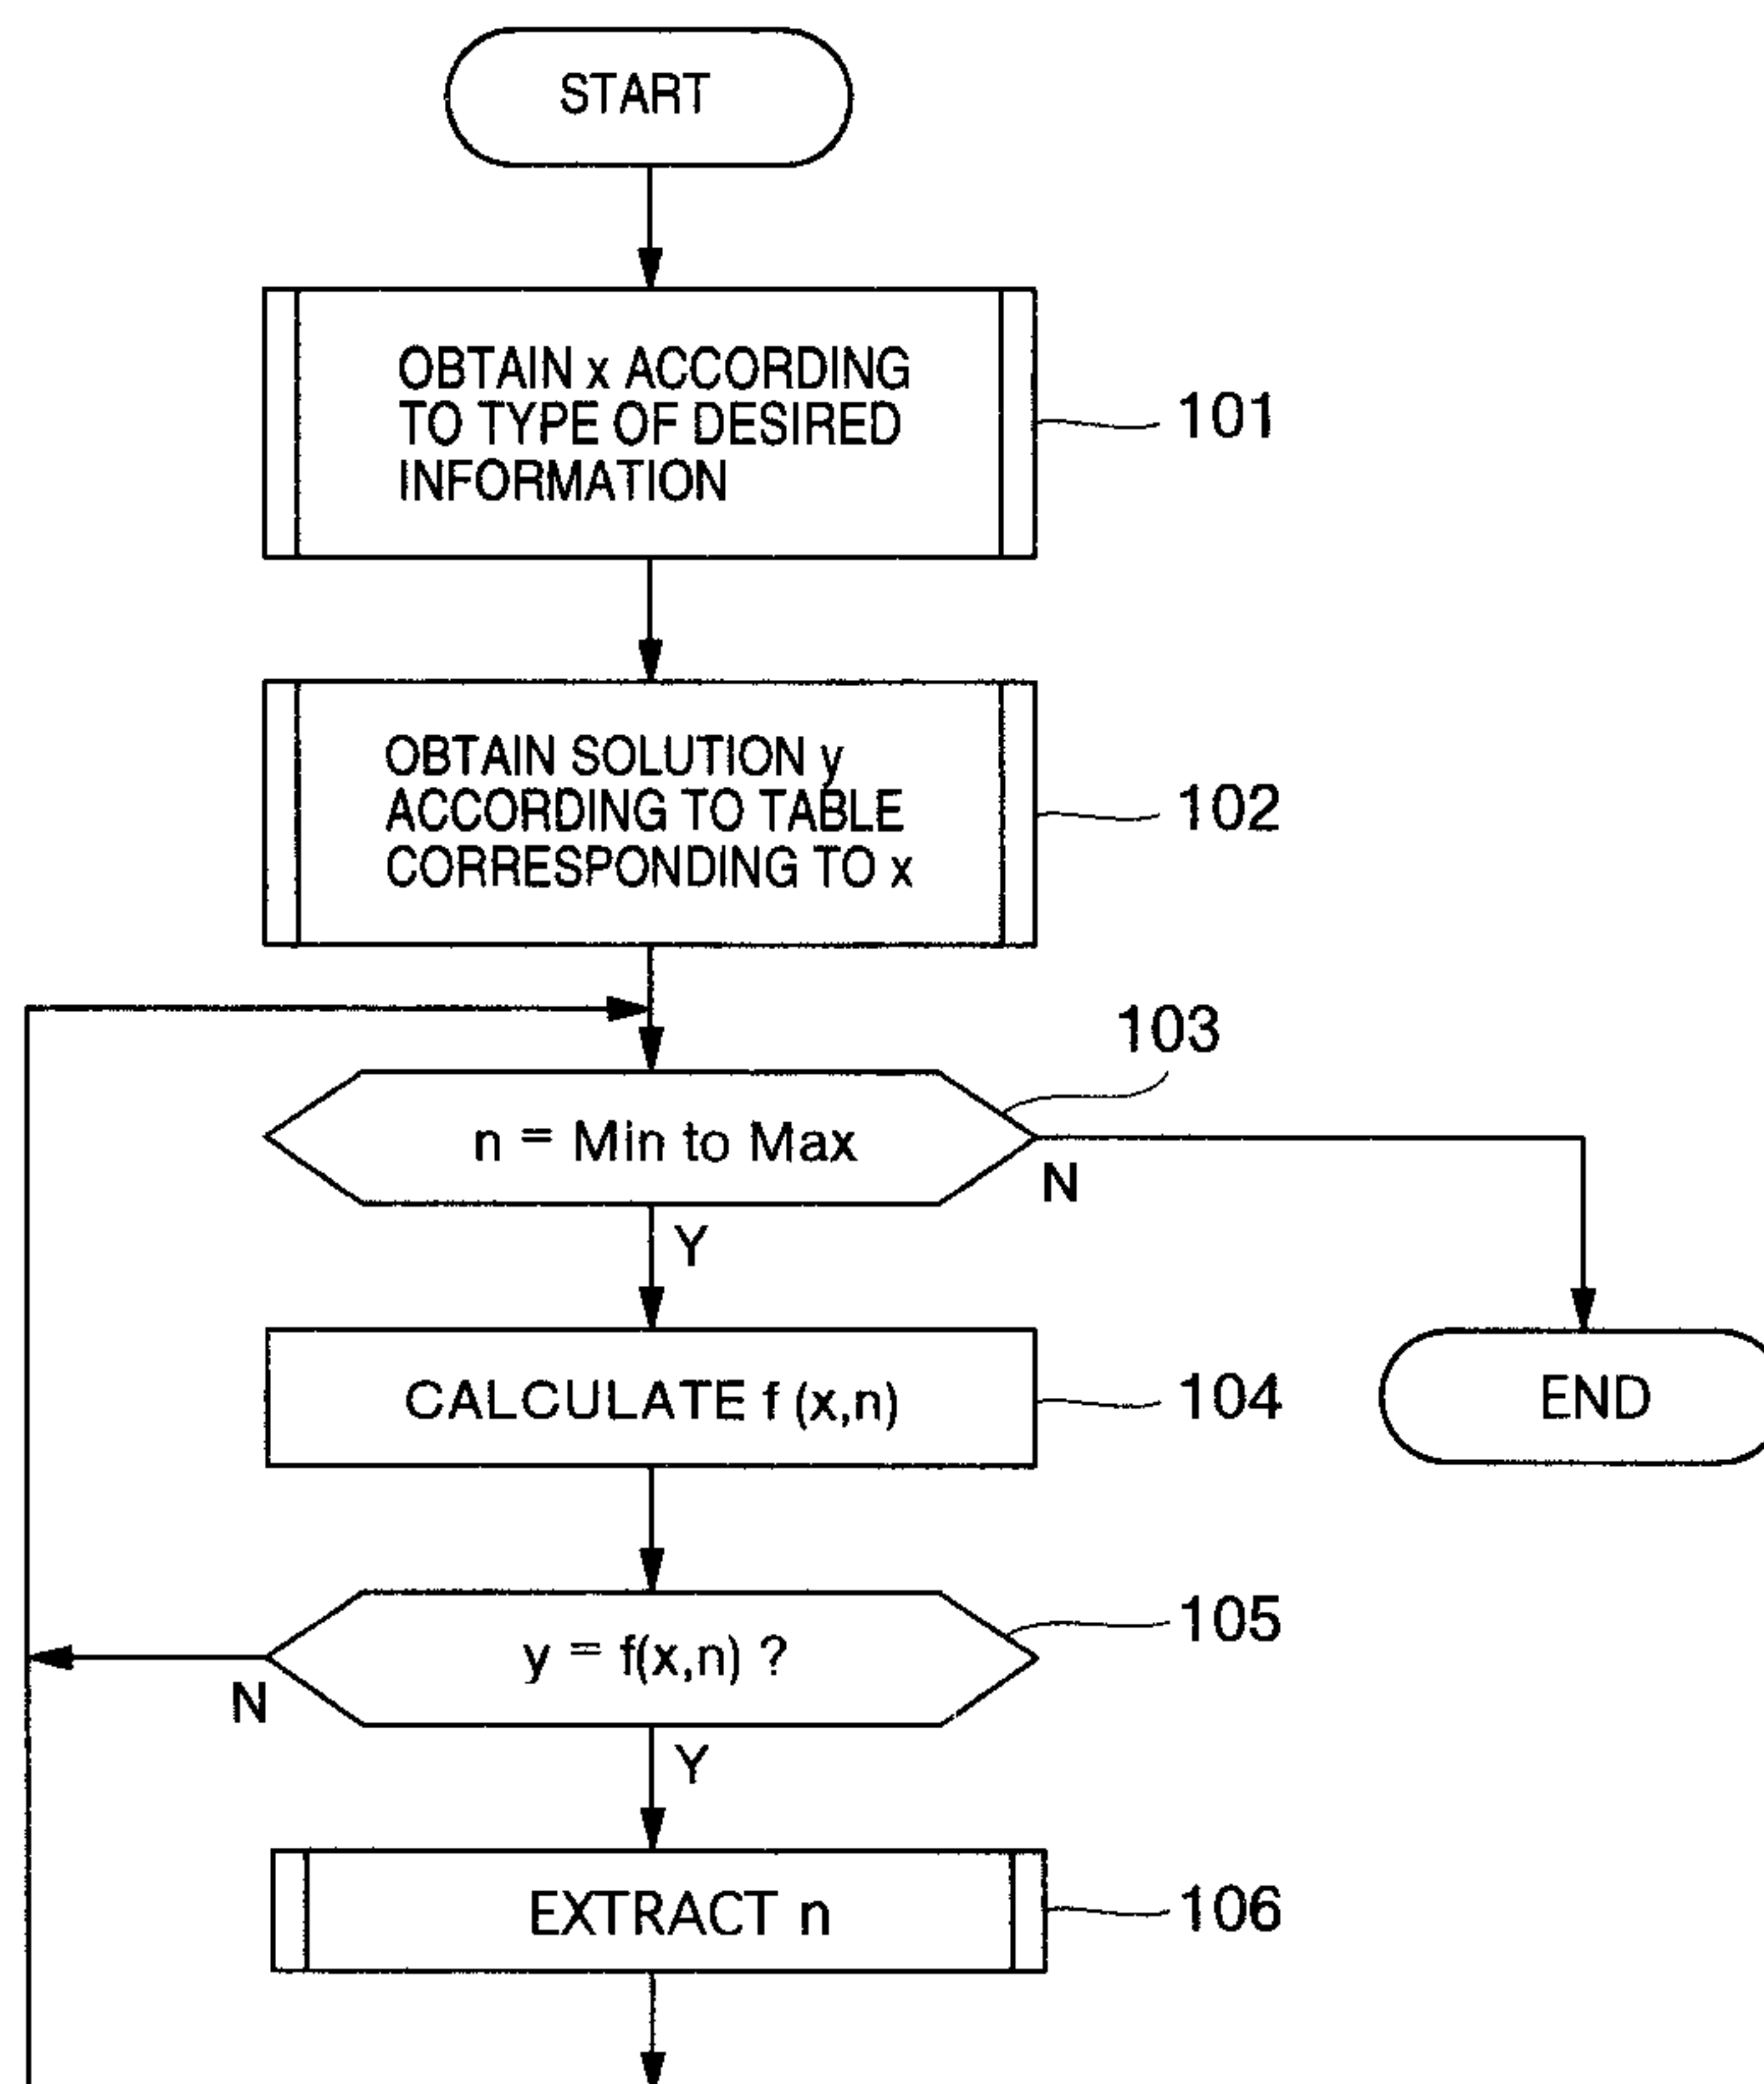 START
OBTAIN x ACCORDING
TO TYPE OF DESIRED
INFORMATION
101
OBTAIN SOLUTION y
ACCORDING TO TABLE
CORRESPONDING TO x
102
103
n = Min to Max
N
Y
CALCULATE f (x,n)
104
END
105
y = f(x,n) ?
N
Y
EXTRACT n
106